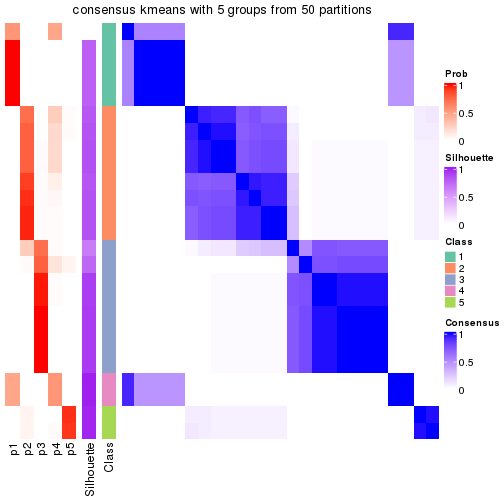 consensus kmeans with 5 groups from 50 partitions
Prob
1
0.5
0
Silhouette
1
0.5
0
Class
1
2
3
4
5
Consensus
1
0.5
0
p1
p2
p3
p4
p5
Silhouette
Class